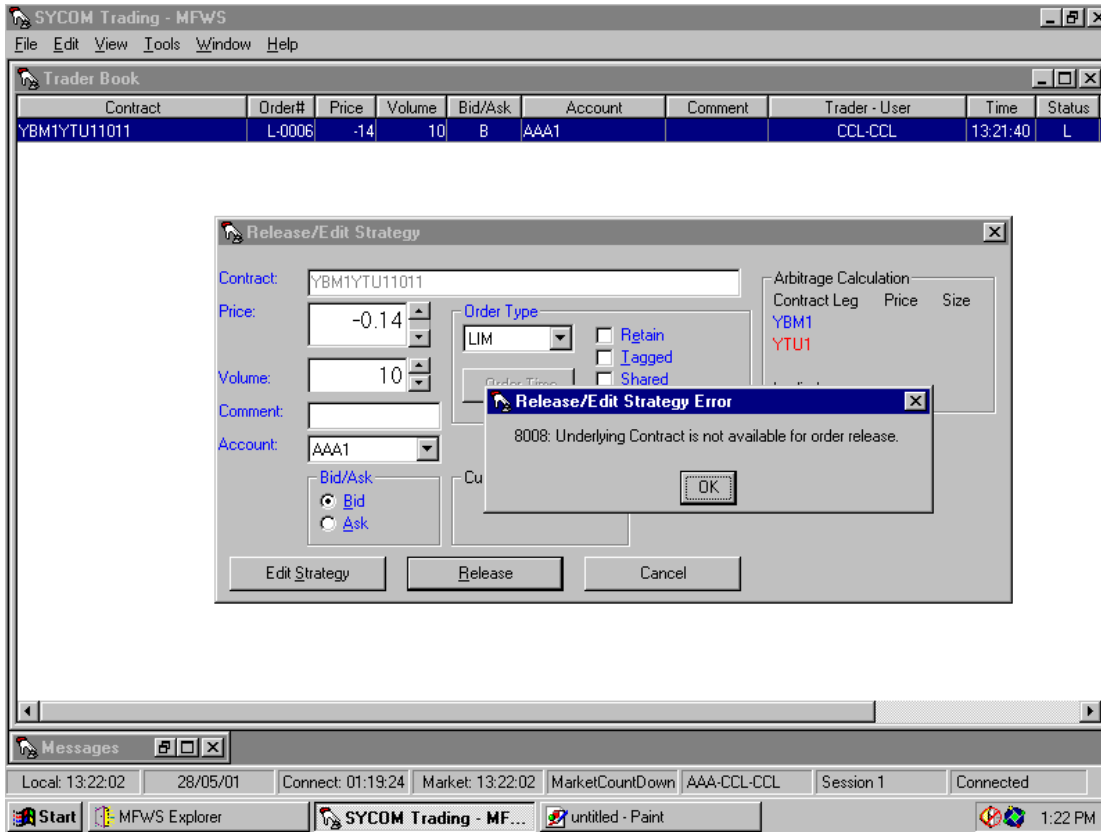 SYCOM Trading - MFWS
File Edit View Tools Window Help
Trader Book
Contract Order# Price Volume Bid/Ask Account Comment Trader - User Time Status
YBM1YTU11011 L-0006 -14 10 B AAA1 CCL-CCL 13:21:40 L
Release/Edit Strategy
Contract: YBM1YTU11011
Price: -0.14
Order Type
LIM
Retain
Tagged
Shared
Order Time
Volume: 10
Comment:
Account: AAA1
Bid/Ask
Bid
Ask
Arbitrage Calculation
Contract Leg Price Size
YBM1
YTU1
Release/Edit Strategy Error
8008: Underlying Contract is not available for order release.
OK
Cu
Edit Strategy Release Cancel
Messages
Local: 13:22:02 28/05/01 Connect: 01:19:24 Market: 13:22:02 MarketCountDown AAA-CCL-CCL Session 1 Connected
Start MFWS Explorer SYCOM Trading - MF... untitled - Paint 1:22 PM